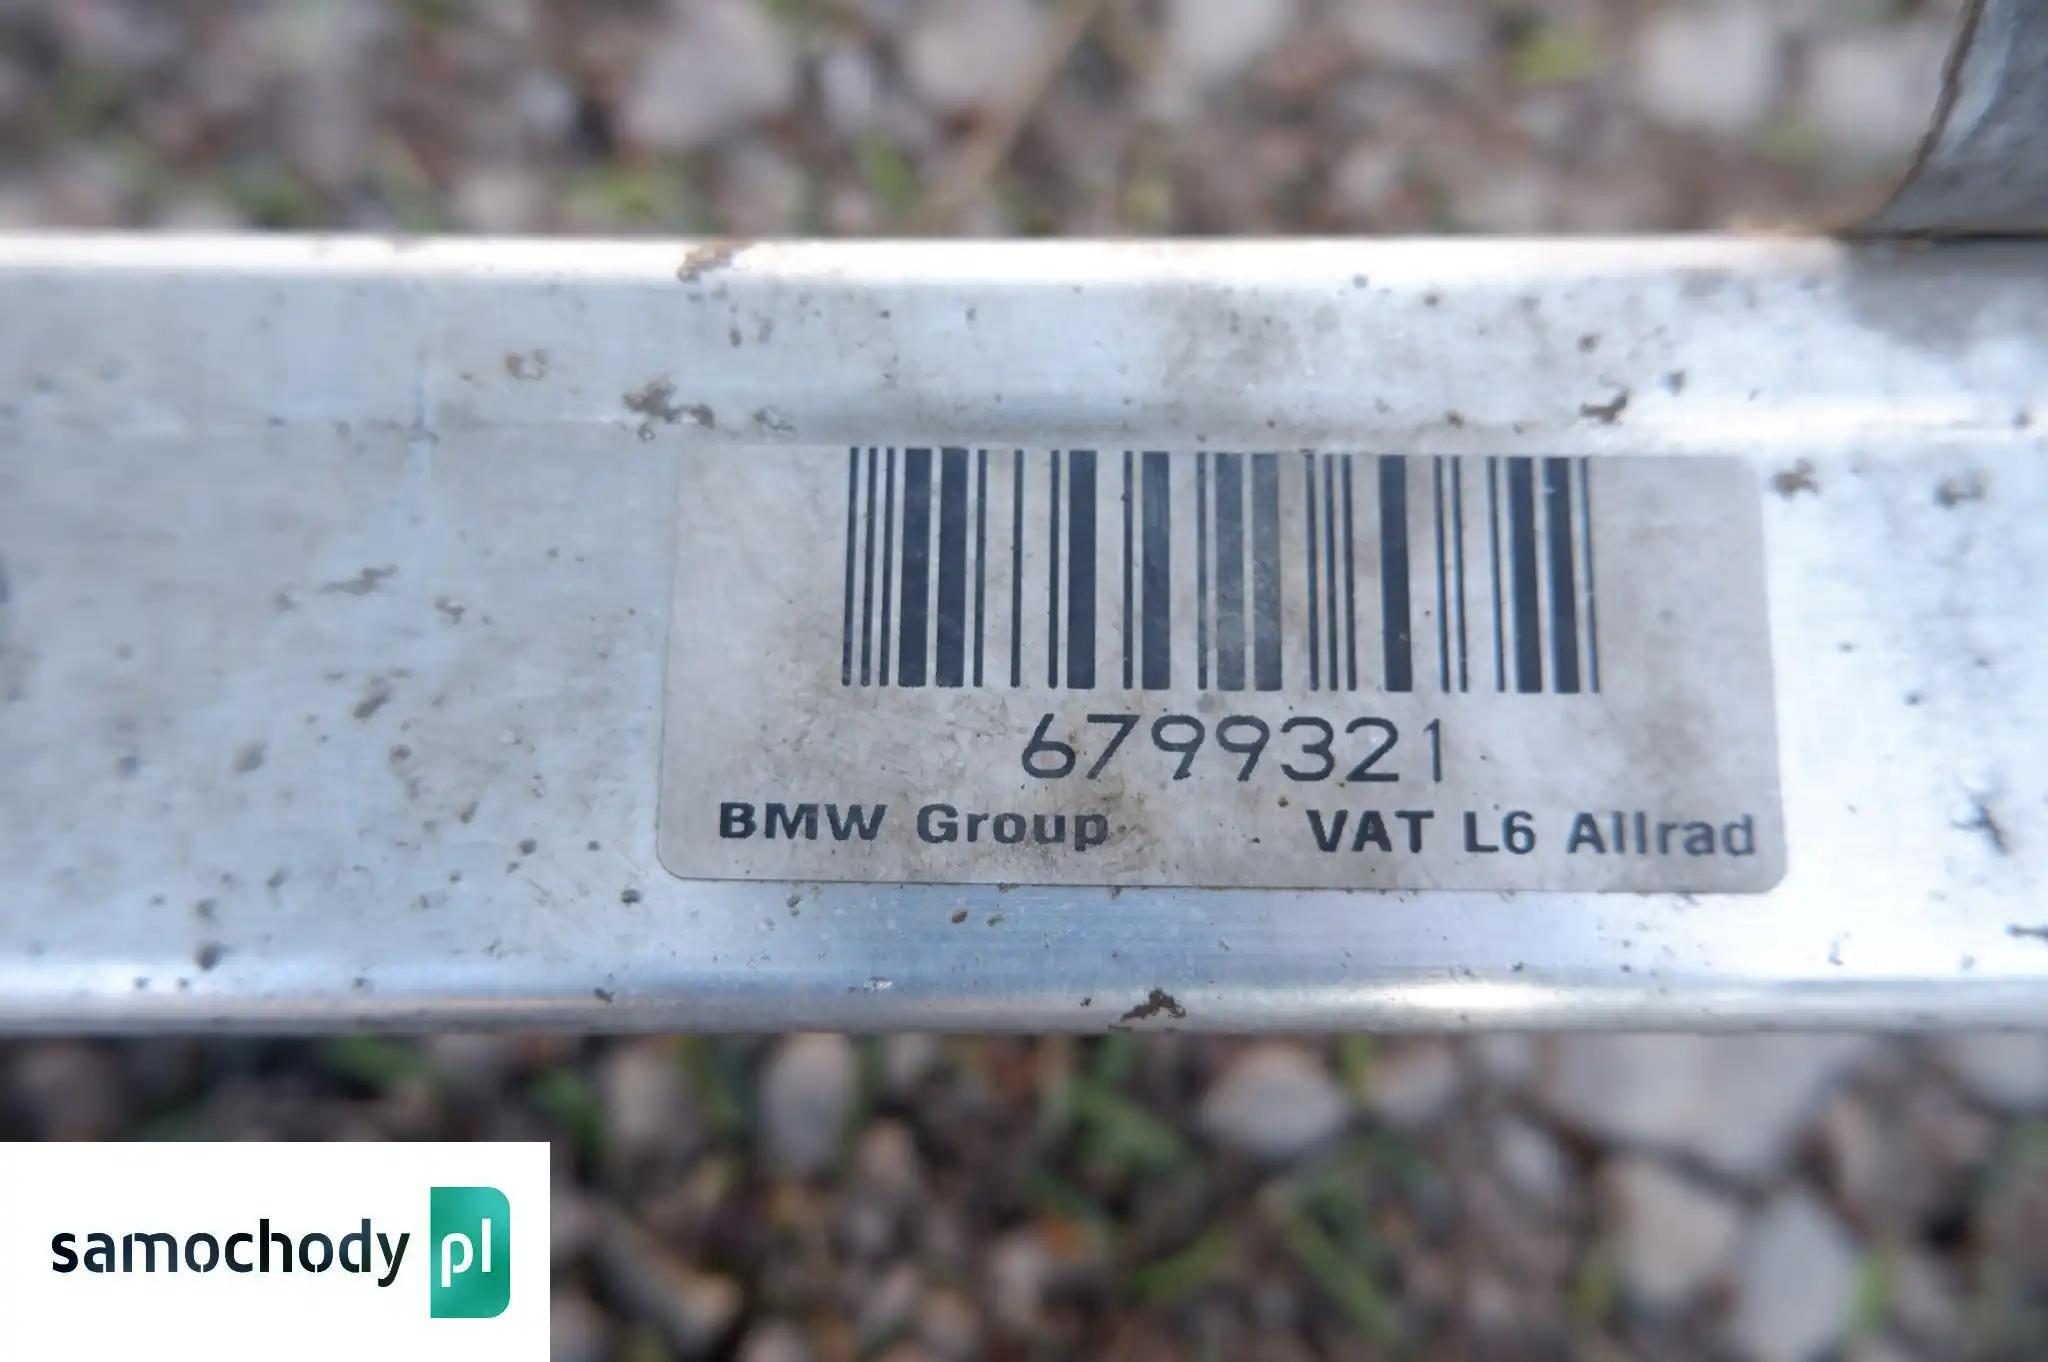 6799321
BMW Group VAT L6 Allrad
samochody pl